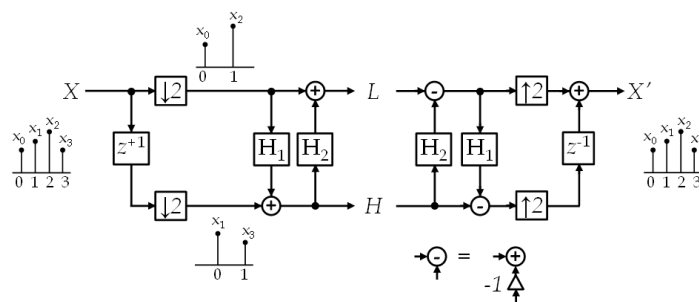 x₀ x₂
0 1
X ↓2 + L - ↑2 + X′
x₀ x₁ x₂ x₃
0 1 2 3
z⁺¹ H₁ H₂ H₂ H₁ z⁻¹
x₀ x₁ x₂
0 1 2 3
↓2 + H - ↑2
x₁ x₃
0 1
- = +
-1